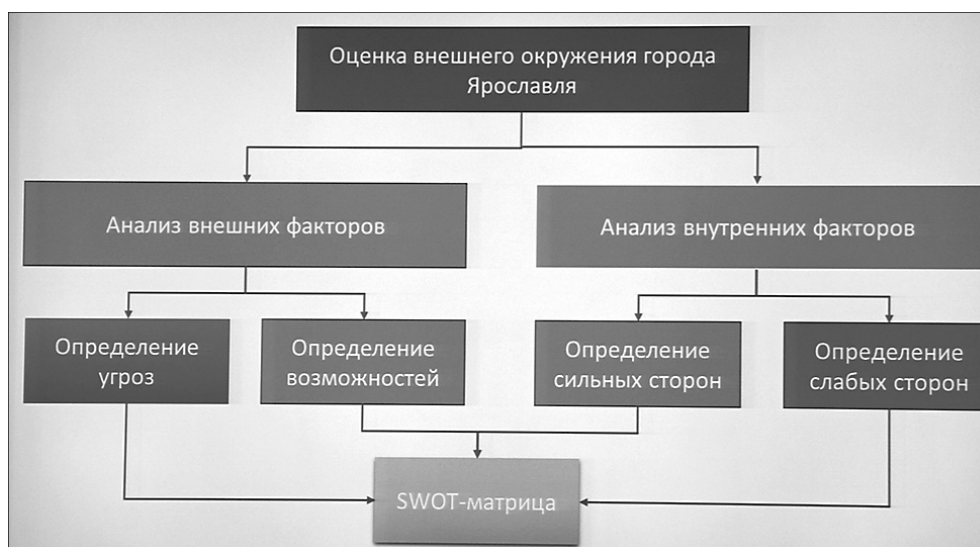 Оценка внешнего окружения города
Ярославля
Анализ внешних факторов
Анализ внутренних факторов
Определение
угроз
Определение
возможностей
Определение
сильных сторон
Определение
слабых сторон
SWOT-матрица